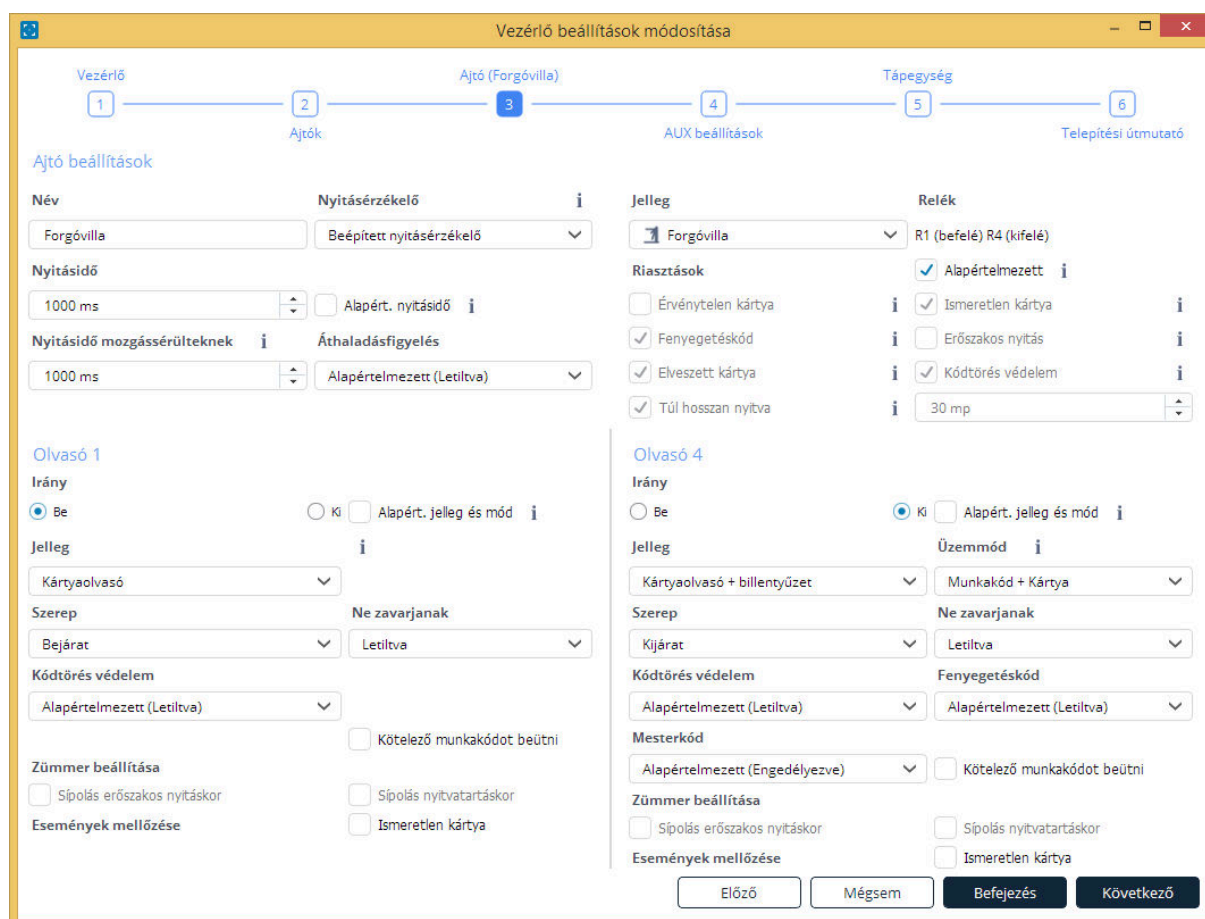 Vezérlő beállítások módosítása
Vezérlő
Ajtó (Forgóvilla)
Tápegység
1
2
3
4
5
6
Ajtók
AUX beállítások
Telepítési útmutató
Ajtó beállítások
Név
Nyitásérzékelő
i
Forgóvilla
Beépített nyitásérzékelő
Nyitásidő
1000 ms
Alapért. nyitásidő i
Nyitásidő mozgássérülteknek i
Áthaladásfigyelés
1000 ms
Alapértelmezett (Letiltva)
Jelleg
Relék
Forgóvilla
R1 (befelé) R4 (kifelé)
Riasztások
Alapértelmezett i
Érvénytelen kártya i
Ismeretlen kártya i
Fenyegetéskód i
Erőszakos nyitás i
Elveszett kártya i
Kódtörés védelem i
Túl hosszan nyitva i
30 mp
Olvasó 1
Irány
Be
Ki
Alapért. jelleg és mód i
Jelleg
i
Kártyaolvasó
Szerep
Ne zavarjanak
Bejárat
Letiltva
Kódtörés védelem
Alapértelmezett (Letiltva)
Kötelező munkakódot beütni
Zümmer beállítása
Sípolás erőszakos nyitáskor
Sípolás nyitvatartáskor
Események mellőzése
Ismeretlen kártya
Olvasó 4
Irány
Be
Ki
Alapért. jelleg és mód i
Jelleg
Üzemmód i
Kártyaolvasó + billentyűzet
Munkakód + Kártya
Szerep
Ne zavarjanak
Kijárat
Letiltva
Kódtörés védelem
Fenyegetéskód
Alapértelmezett (Letiltva)
Alapértelmezett (Letiltva)
Mesterkód
Alapértelmezett (Engedélyezve)
Kötelező munkakódot beütni
Zümmer beállítása
Sípolás erőszakos nyitáskor
Sípolás nyitvatartáskor
Események mellőzése
Ismeretlen kártya
Előző
Mégsem
Befejezés
Következő